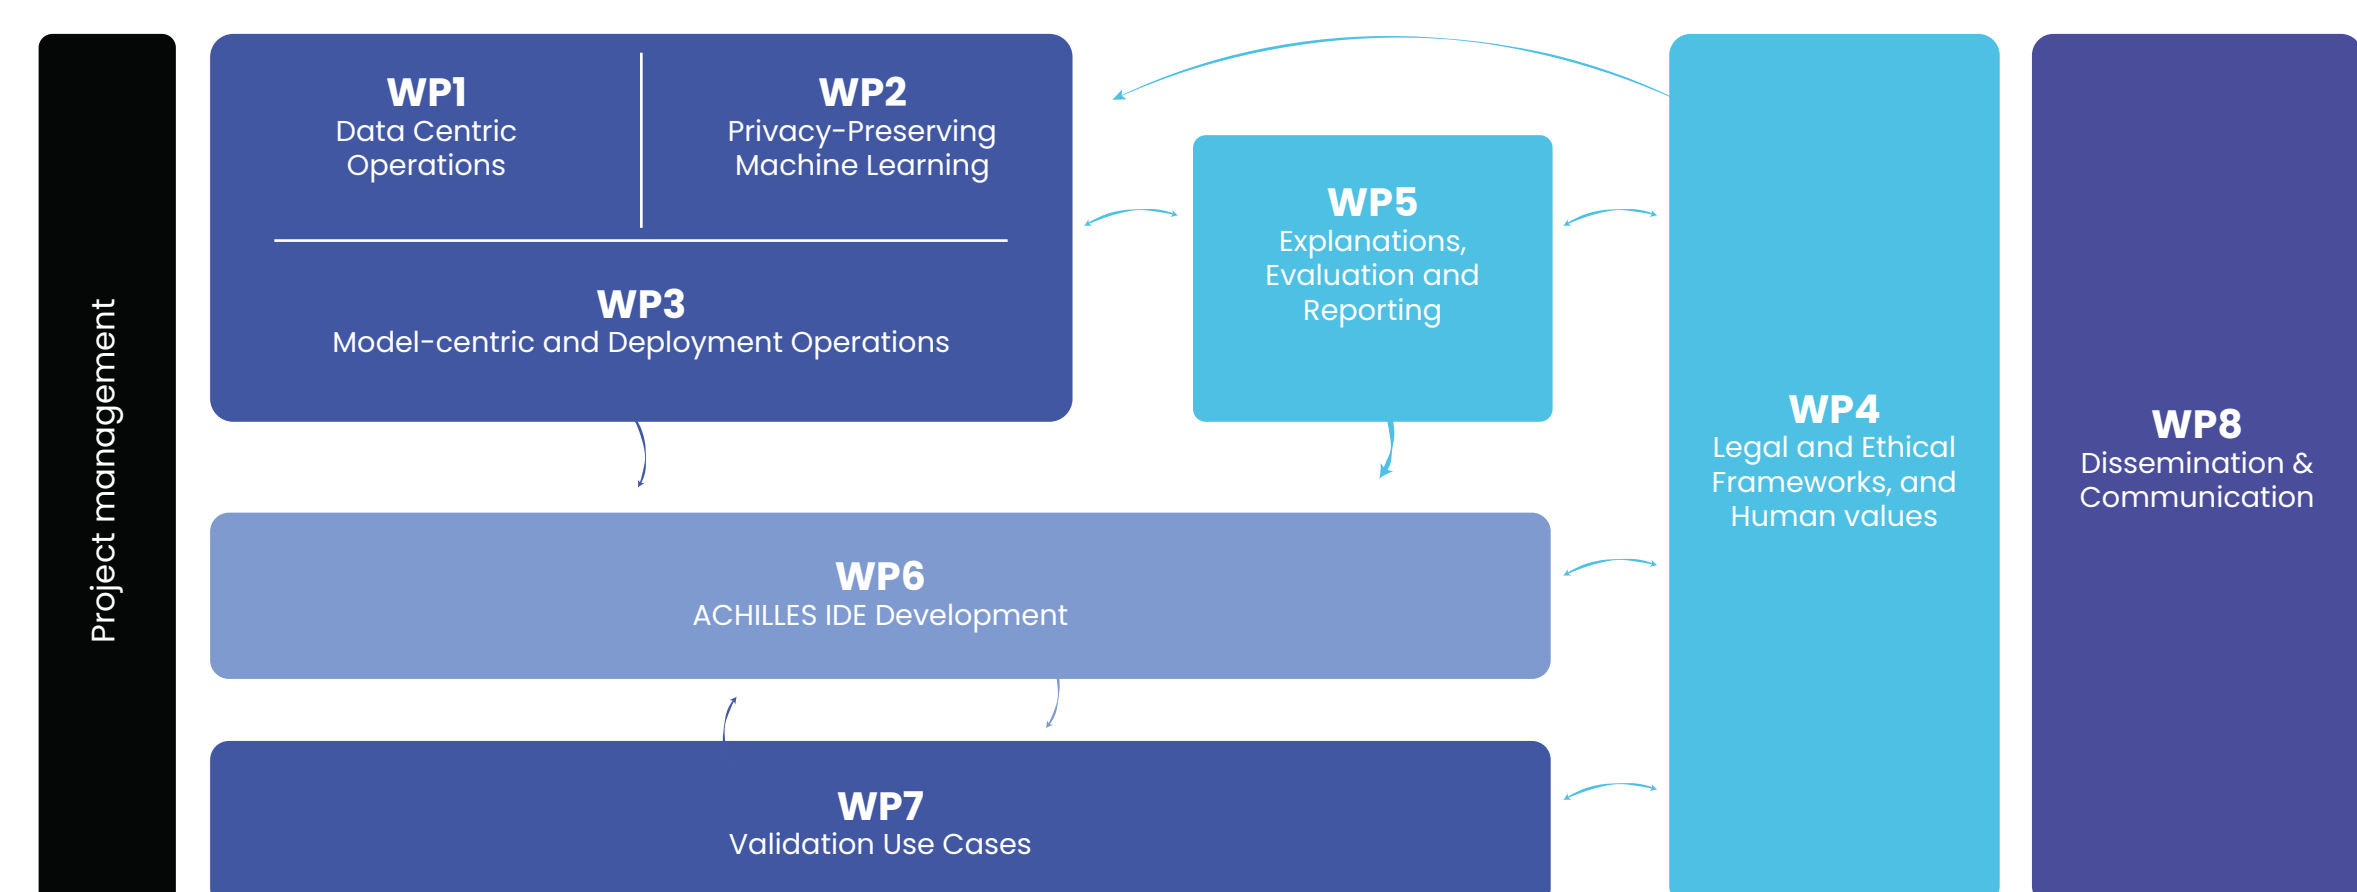 Project management
WP1
Data Centric
Operations
WP2
Privacy-Preserving
Machine Learning
WP3
Model-centric and Deployment Operations
WP5
Explanations,
Evaluation and
Reporting
WP4
Legal and Ethical
Frameworks, and
Human values
WP8
Dissemination &
Communication
WP6
ACHILLES IDE Development
WP7
Validation Use Cases